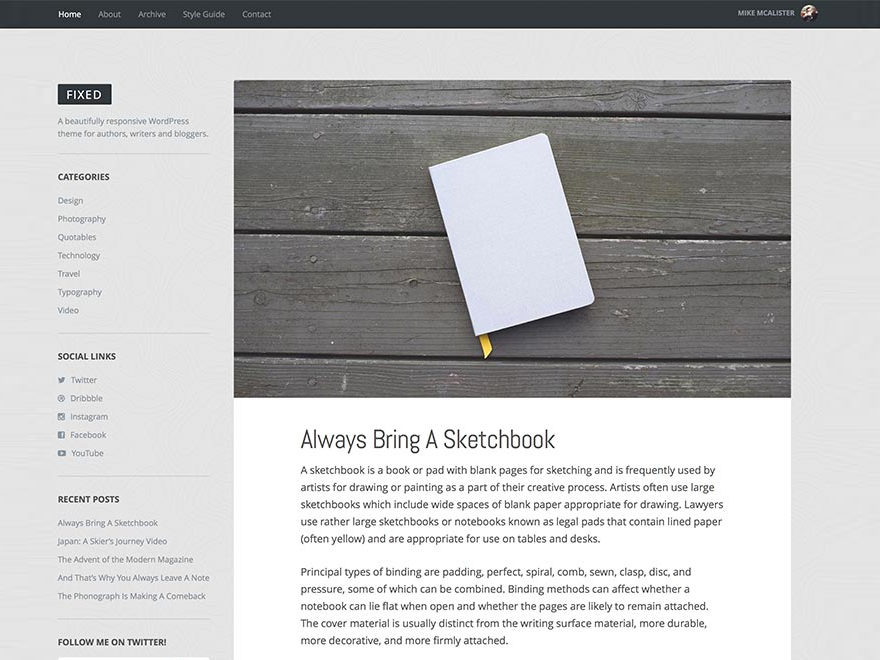 Home About Archive Style Guide Contact
MIKE MCALISTER
FIXED
A beautifully responsive WordPress
theme for authors, writers and bloggers.
CATEGORIES
Design
Photography
Quotables
Technology
Travel
Typography
Video
SOCIAL LINKS
Twitter
Dribbble
Instagram
Facebook
YouTube
RECENT POSTS
Always Bring A Sketchbook
Japan: A Skier's Journey Video
The Advent of the Modern Magazine
And That's Why You Always Leave A Note
The Phonograph Is Making A Comeback
FOLLOW ME ON TWITTER!
Always Bring A Sketchbook
A sketchbook is a book or pad with blank pages for sketching and is frequently used by
artists for drawing or painting as a part of their creative process. Artists often use large
sketchbooks which include wide spaces of blank paper appropriate for drawing. Lawyers
use rather large sketchbooks or notebooks known as legal pads that contain lined paper
(often yellow) and are appropriate for use on tables and desks.
Principal types of binding are padding, perfect, spiral, comb, sewn, clasp, disc, and
pressure, some of which can be combined. Binding methods can affect whether a
notebook can lie flat when open and whether the pages are likely to remain attached.
The cover material is usually distinct from the writing surface material, more durable,
more decorative, and more firmly attached.